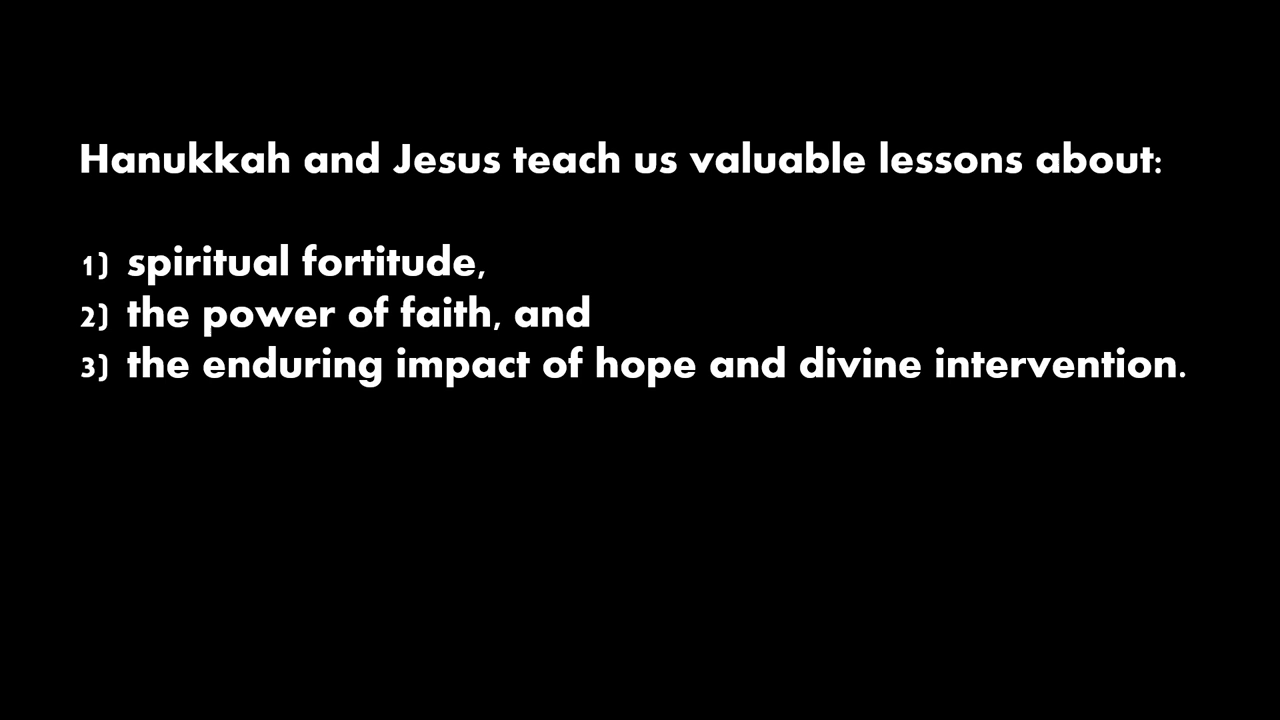 Hanukkah and Jesus teach us valuable lessons about:
1) spiritual fortitude,
2) the power of faith, and
3) the enduring impact of hope and divine intervention.